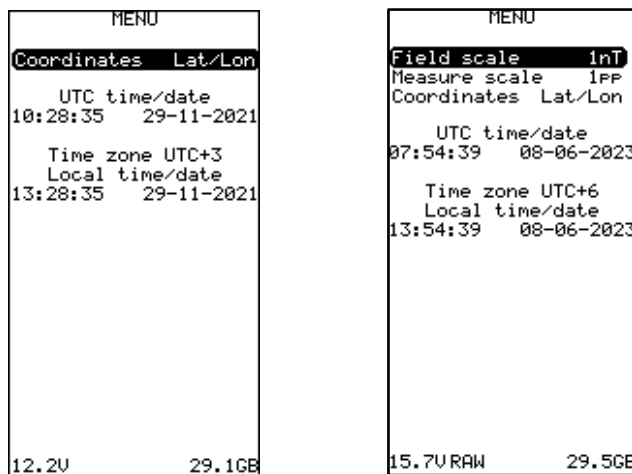 MENU
Coordinates Lat/Lon
UTC time/date
10:28:35 29-11-2021
Time zone UTC+3
Local time/date
13:28:35 29-11-2021
12.2V 29.1GB
MENU
Field scale 1nT
Measure scale 1PP
Coordinates Lat/Lon
UTC time/date
07:54:39 08-06-2023
Time zone UTC+6
Local time/date
13:54:39 08-06-2023
15.7V RAW 29.5GB